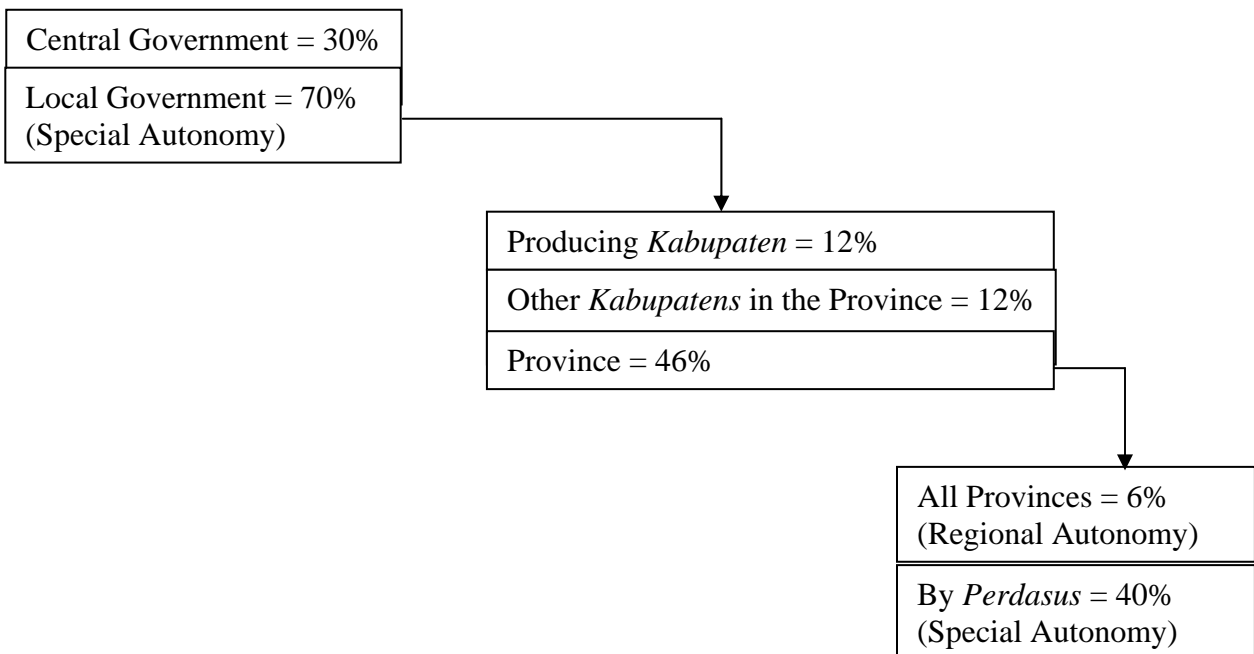 Central Government = 30%
Local Government = 70%
(Special Autonomy)
Producing Kabupaten = 12%
Other Kabupatens in the Province = 12%
Province = 46%
All Provinces = 6%
(Regional Autonomy)
By Perdasus = 40%
(Special Autonomy)